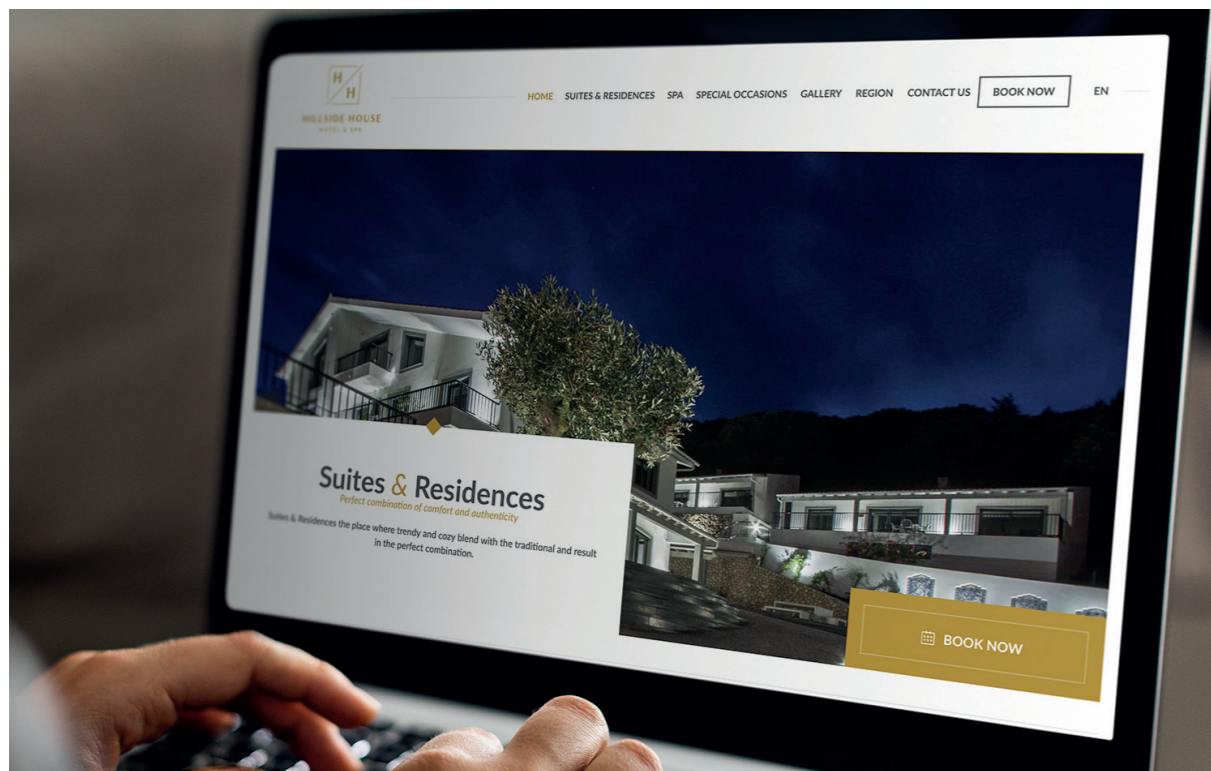 H
H
HILLSIDE HOUSE
HOTEL & SPA
HOME SUITES & RESIDENCES SPA SPECIAL OCCASIONS GALLERY REGION CONTACT US BOOK NOW EN
Suites & Residences
Perfect combination of comfort and authenticity
Suites & Residences the place where trendy and cozy blend with the traditional and result
in the perfect combination.
BOOK NOW